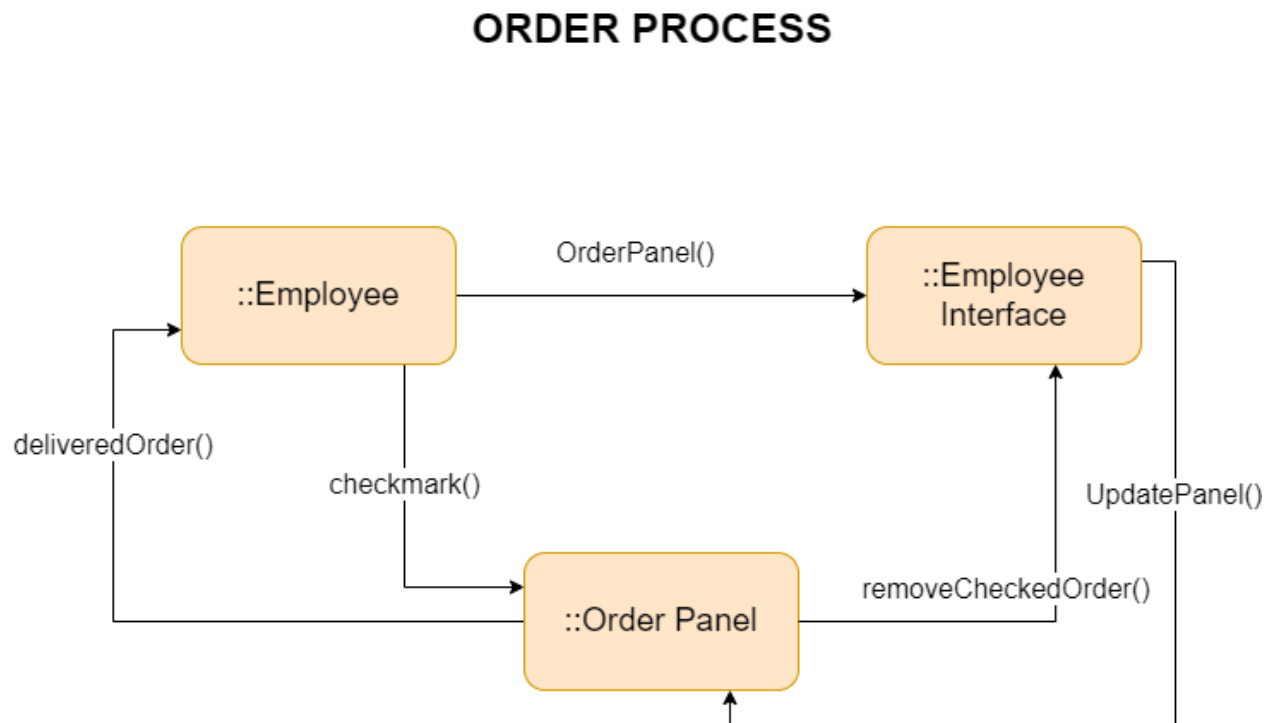 ORDER PROCESS
OrderPanel()
::Employee
::Employee
Interface
deliveredOrder()
checkmark()
UpdatePanel()
removeCheckedOrder()
::Order Panel